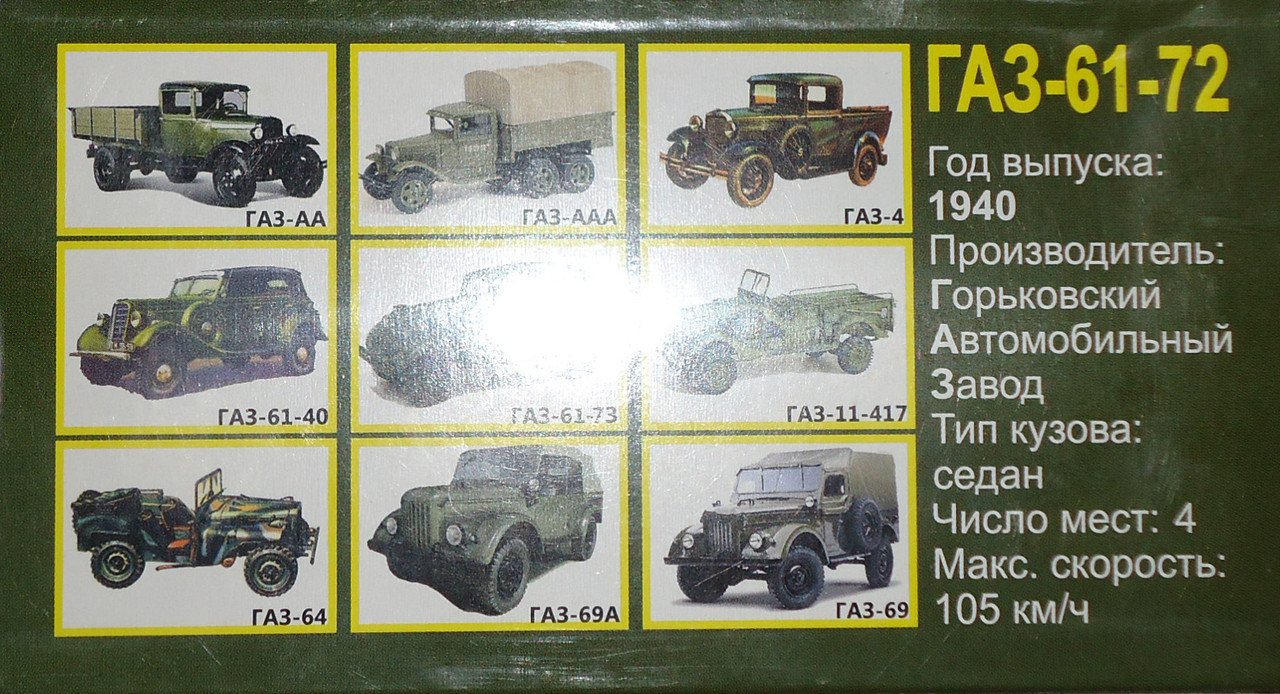 ГАЗ-АА
ГАЗ-ААА
ГАЗ-4
ГАЗ-61-40
ГАЗ-61-73
ГАЗ-11-417
ГАЗ-64
ГАЗ-69А
ГАЗ-69
ГАЗ-61-72
Год выпуска:
1940
Производитель:
Горьковский
Автомобильный
Завод
Тип кузова:
седан
Число мест: 4
Макс. скорость:
105 км/ч